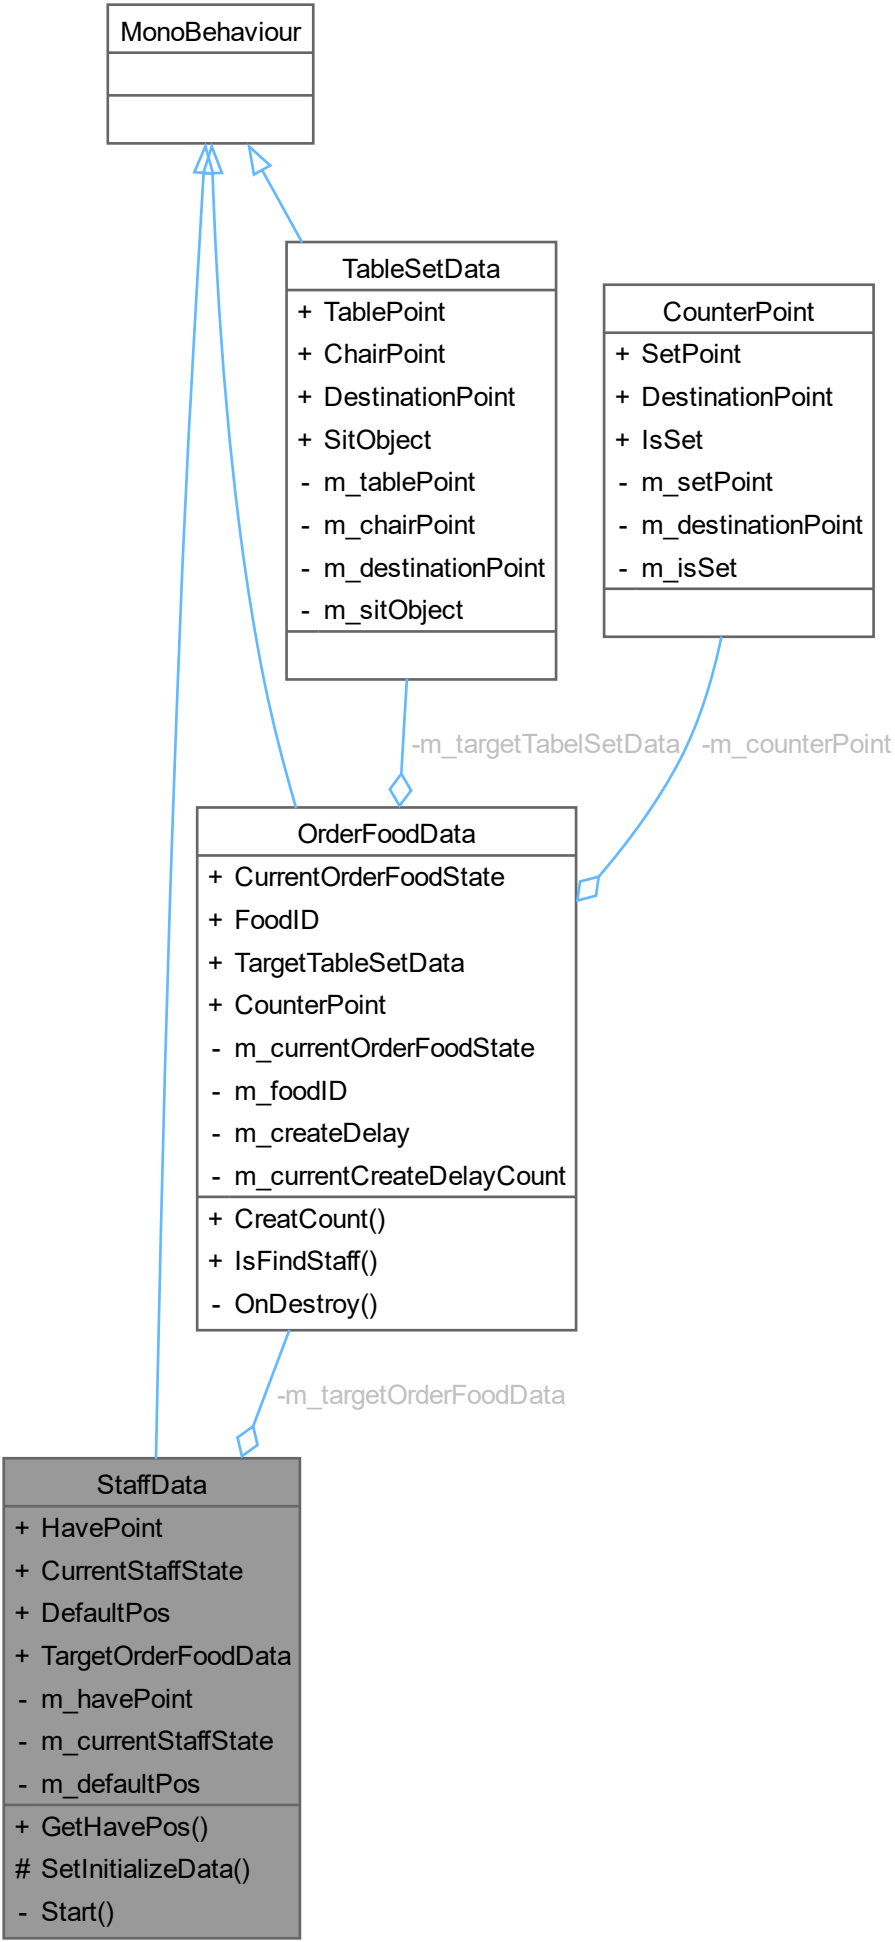 MonoBehaviour
TableSetData
+ TablePoint
+ ChairPoint
+ DestinationPoint
+ SitObject
- m_tablePoint
- m_chairPoint
- m_destinationPoint
- m_sitObject
CounterPoint
+ SetPoint
+ DestinationPoint
+ IsSet
- m_setPoint
- m_destinationPoint
- m_isSet
-m_targetTabelSetData
-m_counterPoint
OrderFoodData
+ CurrentOrderFoodState
+ FoodID
+ TargetTableSetData
+ CounterPoint
- m_currentOrderFoodState
- m_foodID
- m_createDelay
- m_currentCreateDelayCount
+ CreatCount()
+ IsFindStaff()
- OnDestroy()
-m_targetOrderFoodData
StaffData
+ HavePoint
+ CurrentStaffState
+ DefaultPos
+ TargetOrderFoodData
- m_havePoint
- m_currentStaffState
- m_defaultPos
+ GetHavePos()
# SetInitializeData()
- Start()